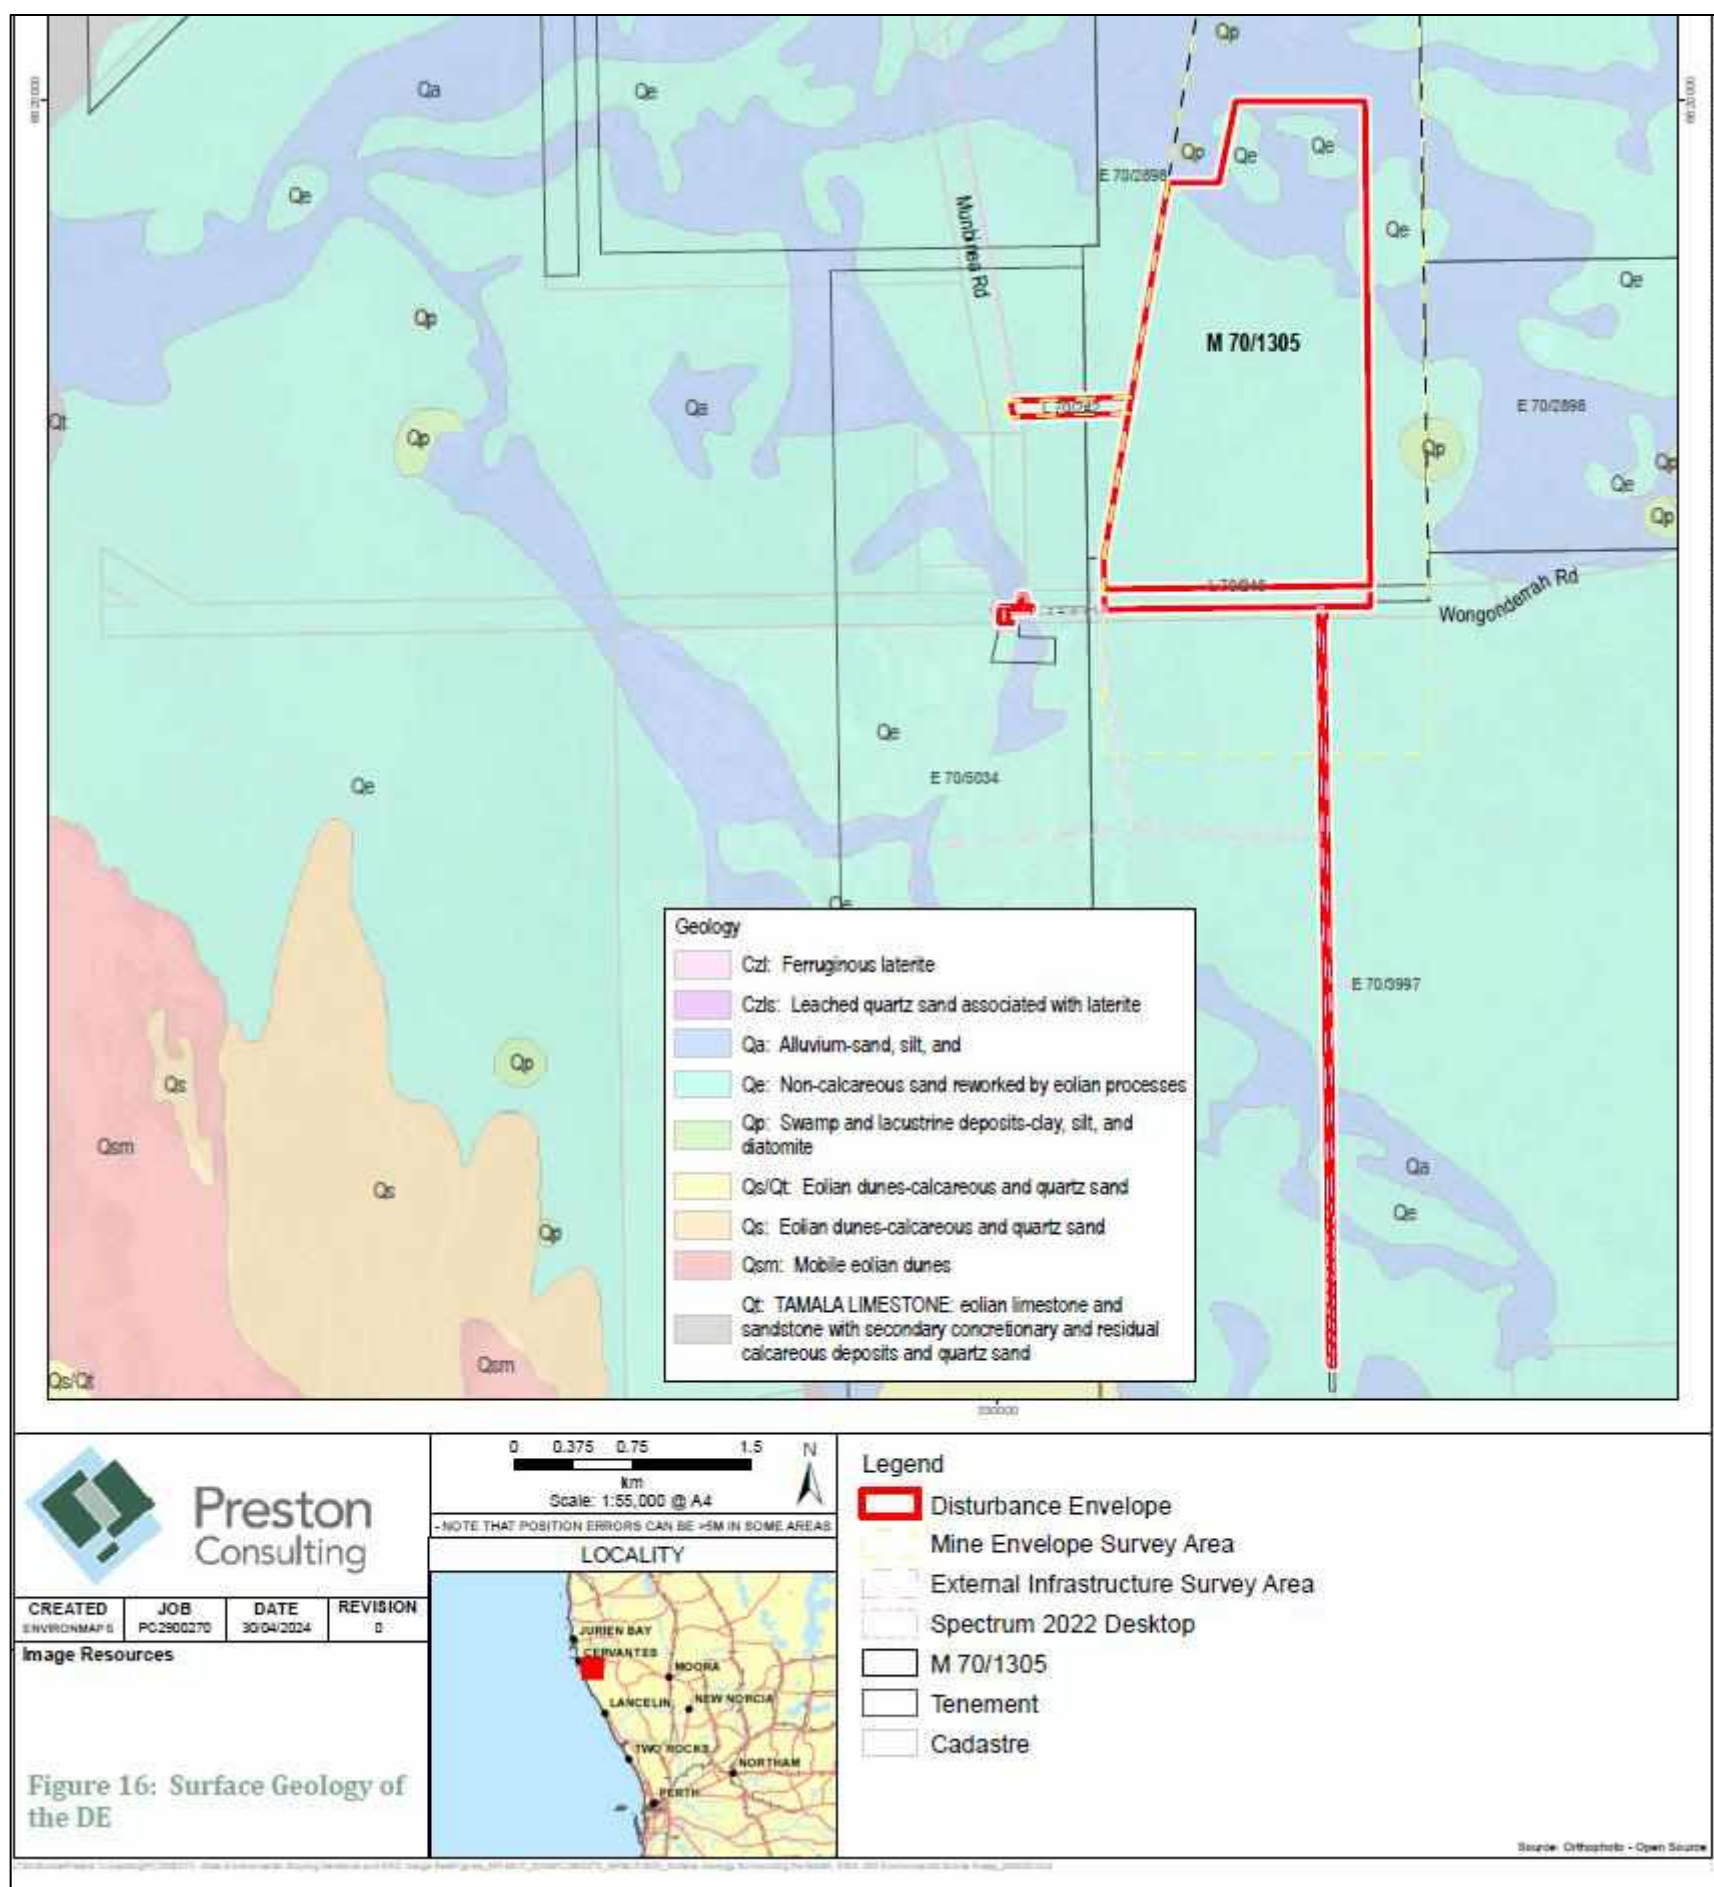 Qp
Qa
Qe
6620000
6620000
Qp
Qe
Qe
E 70/2898
Qe
Munbinea Rd
Qe
Qe
Qp
M 70/1305
Qt
Qa
L 70/242
E 70/2898
Qp
Qp
Qp
Qe
Qp
Wongonderrah Rd
Qe
E 70/5034
Qe
Qe
E 70/3997
Qp
Qs
Qsm
Qs
Qp
Qa
Qe
Qsm
Qs/Qt
Geology
Czl: Ferruginous laterite
Czls: Leached quartz sand associated with laterite
Qa: Alluvium-sand, silt, and
Qe: Non-calcareous sand reworked by eolian processes
Qp: Swamp and lacustrine deposits-clay, silt, and
diatomite
Qs/Qt: Eolian dunes-calcareous and quartz sand
Qs: Eolian dunes-calcareous and quartz sand
Qsm: Mobile eolian dunes
Qt: TAMALA LIMESTONE: eolian limestone and
sandstone with secondary concretionary and residual
calcareous deposits and quartz sand
330000
Preston
Consulting
CREATED
ENVIRONMAPS
JOB
PC2900270
DATE
30/04/2024
REVISION
0
Image Resources
Figure 16: Surface Geology of
the DE
0 0.375 0.75 1.5
km
Scale: 1:55,000 @ A4
N
- NOTE THAT POSITION ERRORS CAN BE >5M IN SOME AREAS
LOCALITY
JURIEN BAY
CERVANTES
MOORA
LANCELIN
NEW NORCIA
TWO ROCKS
NORTHAM
PERTH
Legend
Disturbance Envelope
Mine Envelope Survey Area
External Infrastructure Survey Area
Spectrum 2022 Desktop
M 70/1305
Tenement
Cadastre
Source: Orthophoto - Open Source